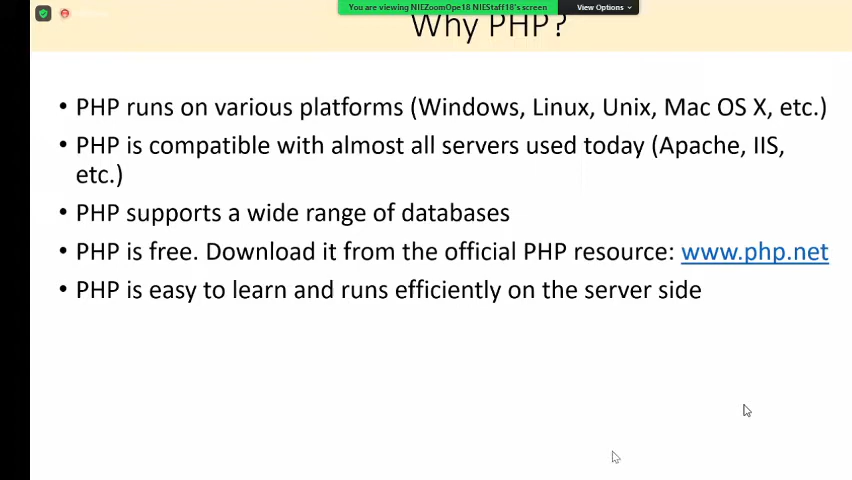 You are viewing NIEZoomOpe18 NIEStaff18's screen
View Options
Why PHP?
• PHP runs on various platforms (Windows, Linux, Unix, Mac OS X, etc.)
• PHP is compatible with almost all servers used today (Apache, IIS,
etc.)
• PHP supports a wide range of databases
• PHP is free. Download it from the official PHP resource: www.php.net
• PHP is easy to learn and runs efficiently on the server side